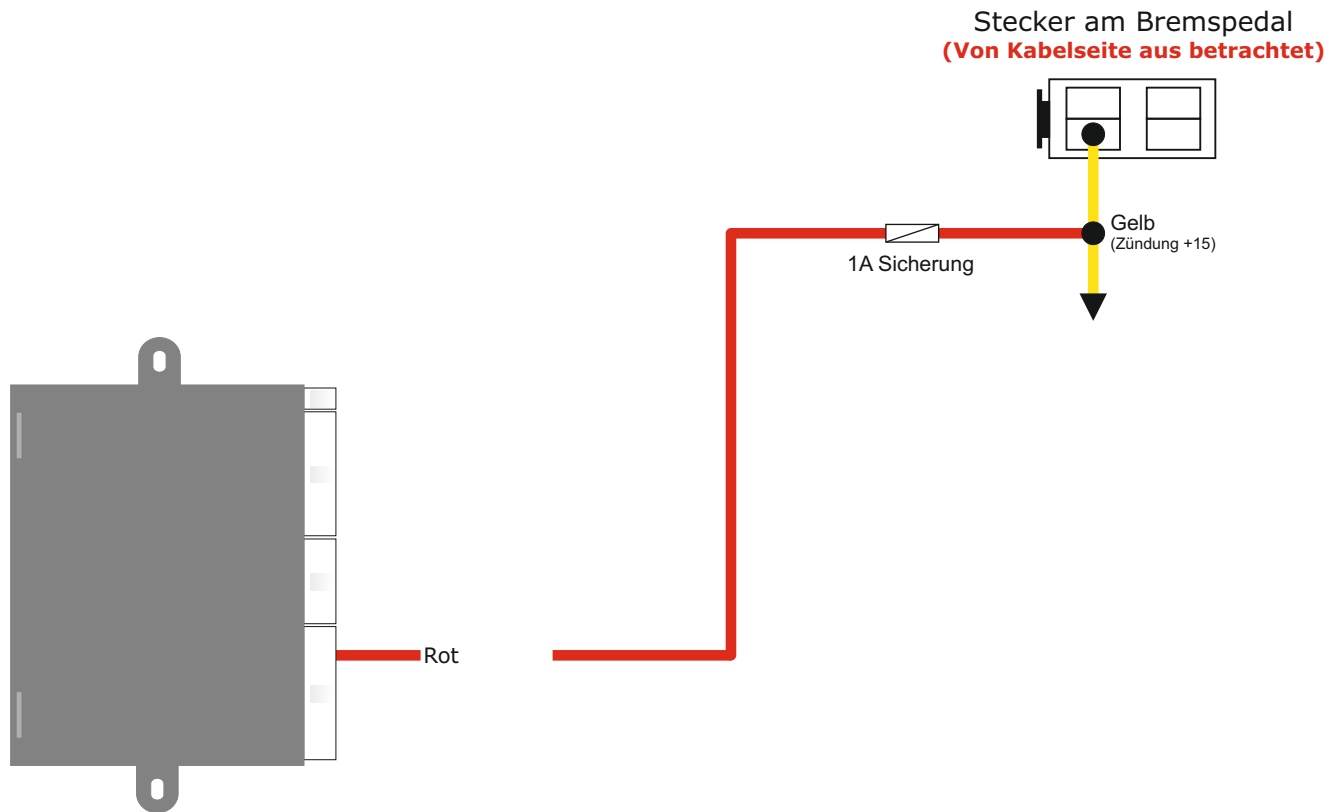 Stecker am Bremspedal
(Von Kabelseite aus betrachtet)
Gelb
(Zündung +15)
1A Sicherung
Rot